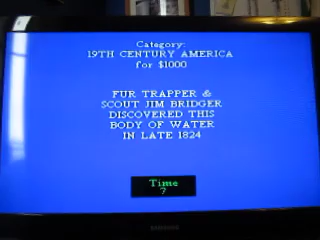 Category:
19TH CENTURY AMERICA
for $1000
FUR TRAPPER &
SCOUT JIM BRIDGER
DISCOVERED THIS
BODY OF WATER
IN LATE 1824
Time
?
SAMSUNG